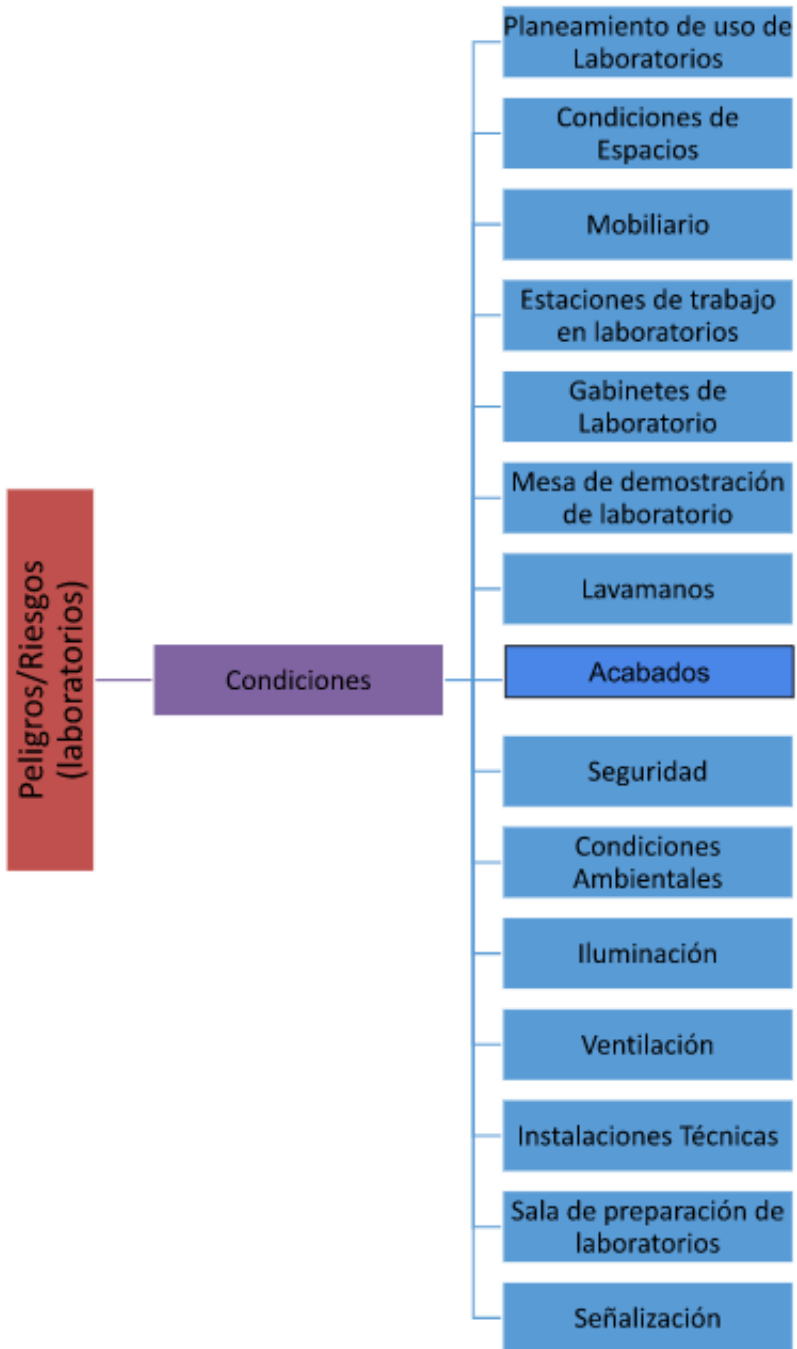 Peligros/Riesgos
(laboratorios)
Condiciones
Planeamiento de uso de
Laboratorios
Condiciones de
Espacios
Mobiliario
Estaciones de trabajo
en laboratorios
Gabinetes de
Laboratorio
Mesa de demostración
de laboratorio
Lavamanos
Acabados
Seguridad
Condiciones
Ambientales
Iluminación
Ventilación
Instalaciones Técnicas
Sala de preparación de
laboratorios
Señalización